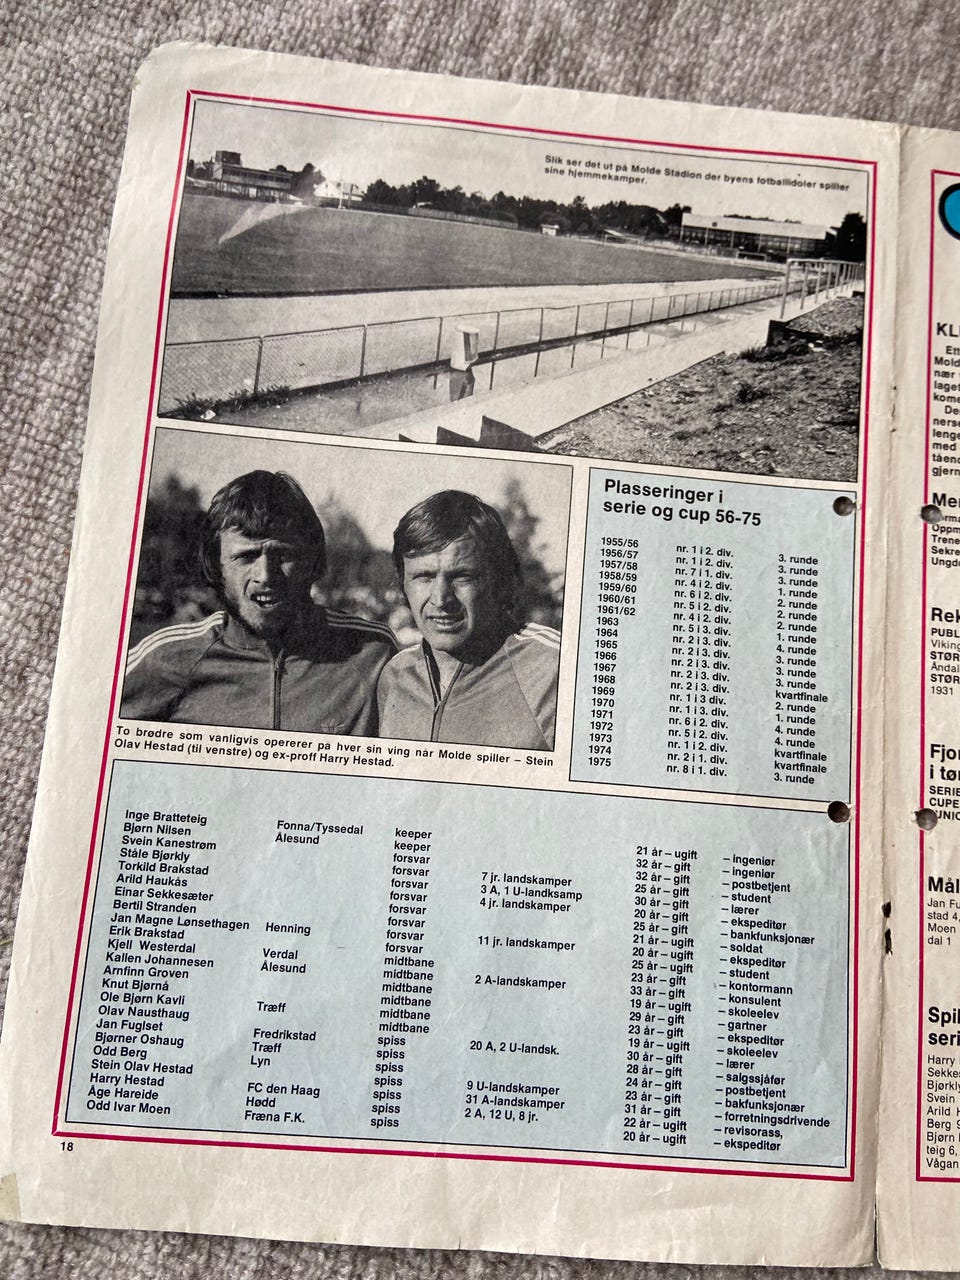 Slik ser det ut på Molde Stadion der byens fotballidoler spiller
sine hjemmekamper.
To brødre som vanligvis opererer på hver sin ving når Molde spiller – Stein
Olav Hestad (til venstre) og ex-proff Harry Hestad.
Plasseringer i
serie og cup 56-75
1955/56 nr. 1 i 2. div. 3. runde
1956/57 nr. 1 i 2. div. 3. runde
1957/58 nr. 7 i 1. div. 3. runde
1958/59 nr. 4 i 2. div. 1. runde
1959/60 nr. 6 i 2. div. 2. runde
1960/61 nr. 5 i 2. div. 2. runde
1961/62 nr. 4 i 2. div. 2. runde
1963 nr. 5 i 3. div. 1. runde
1964 nr. 2 i 3. div. 4. runde
1965 nr. 2 i 3. div. 3. runde
1966 nr. 2 i 3. div. 3. runde
1967 nr. 2 i 3. div. 3. runde
1968 nr. 2 i 3. div. kvartfinale
1969 nr. 1 i 3 div. 2. runde
1970 nr. 1 i 3. div. 1. runde
1971 nr. 6 i 2. div. 4. runde
1972 nr. 5 i 2. div. 4. runde
1973 nr. 1 i 2. div. kvartfinale
1974 nr. 2 i 1. div. kvartfinale
1975 nr. 8 i 1. div. 3. runde
Inge Bratteteig Fonna/Tyssedal keeper 21 år – ugift – ingeniør
Bjørn Nilsen Ålesund keeper 32 år – gift – ingeniør
Svein Kanestrøm forsvar 32 år – gift – postbetjent
Ståle Bjørkly forsvar 7 jr. landskamper 25 år – gift – student
Torkild Brakstad forsvar 3 A, 1 U-landksamp 30 år – gift – lærer
Arild Haukås forsvar 4 jr. landskamper 20 år – gift – ekspeditør
Einar Sekkesæter forsvar 25 år – gift – bankfunksjonær
Bertil Stranden forsvar 21 år – ugift – soldat
Jan Magne Lønsethagen Henning forsvar 11 jr. landskamper 20 år – ugift – ekspeditør
Erik Brakstad forsvar 25 år – gift – student
Kjell Westerdal Verdal midtbane 23 år – gift – kontormann
Kallen Johannesen Ålesund midtbane 2 A-landskamper 33 år – gift – konsulent
Arnfinn Groven midtbane 19 år – ugift – skoleelev
Knut Bjørnå midtbane 29 år – gift – gartner
Ole Bjørn Kavli Træff midtbane 23 år – gift – ekspeditør
Olav Nausthaug midtbane 19 år – ugift – skoleelev
Jan Fuglset Fredrikstad spiss 20 A, 2 U-landsk. 30 år – gift – lærer
Bjørner Oshaug Træff spiss 28 år – gift – salgssjåfør
Odd Berg Lyn spiss 24 år – gift – postbetjent
Stein Olav Hestad spiss 9 U-landskamper 23 år – gift – bakfunksjonær
Harry Hestad FC den Haag spiss 31 A-landskamper 31 år – gift – forretningsdrivende
Åge Hareide Hødd spiss 2 A, 12 U, 8 jr. 22 år – ugift – revisorass,
Odd Ivar Moen Fræna F.K. spiss 20 år – ugift – ekspeditør
18